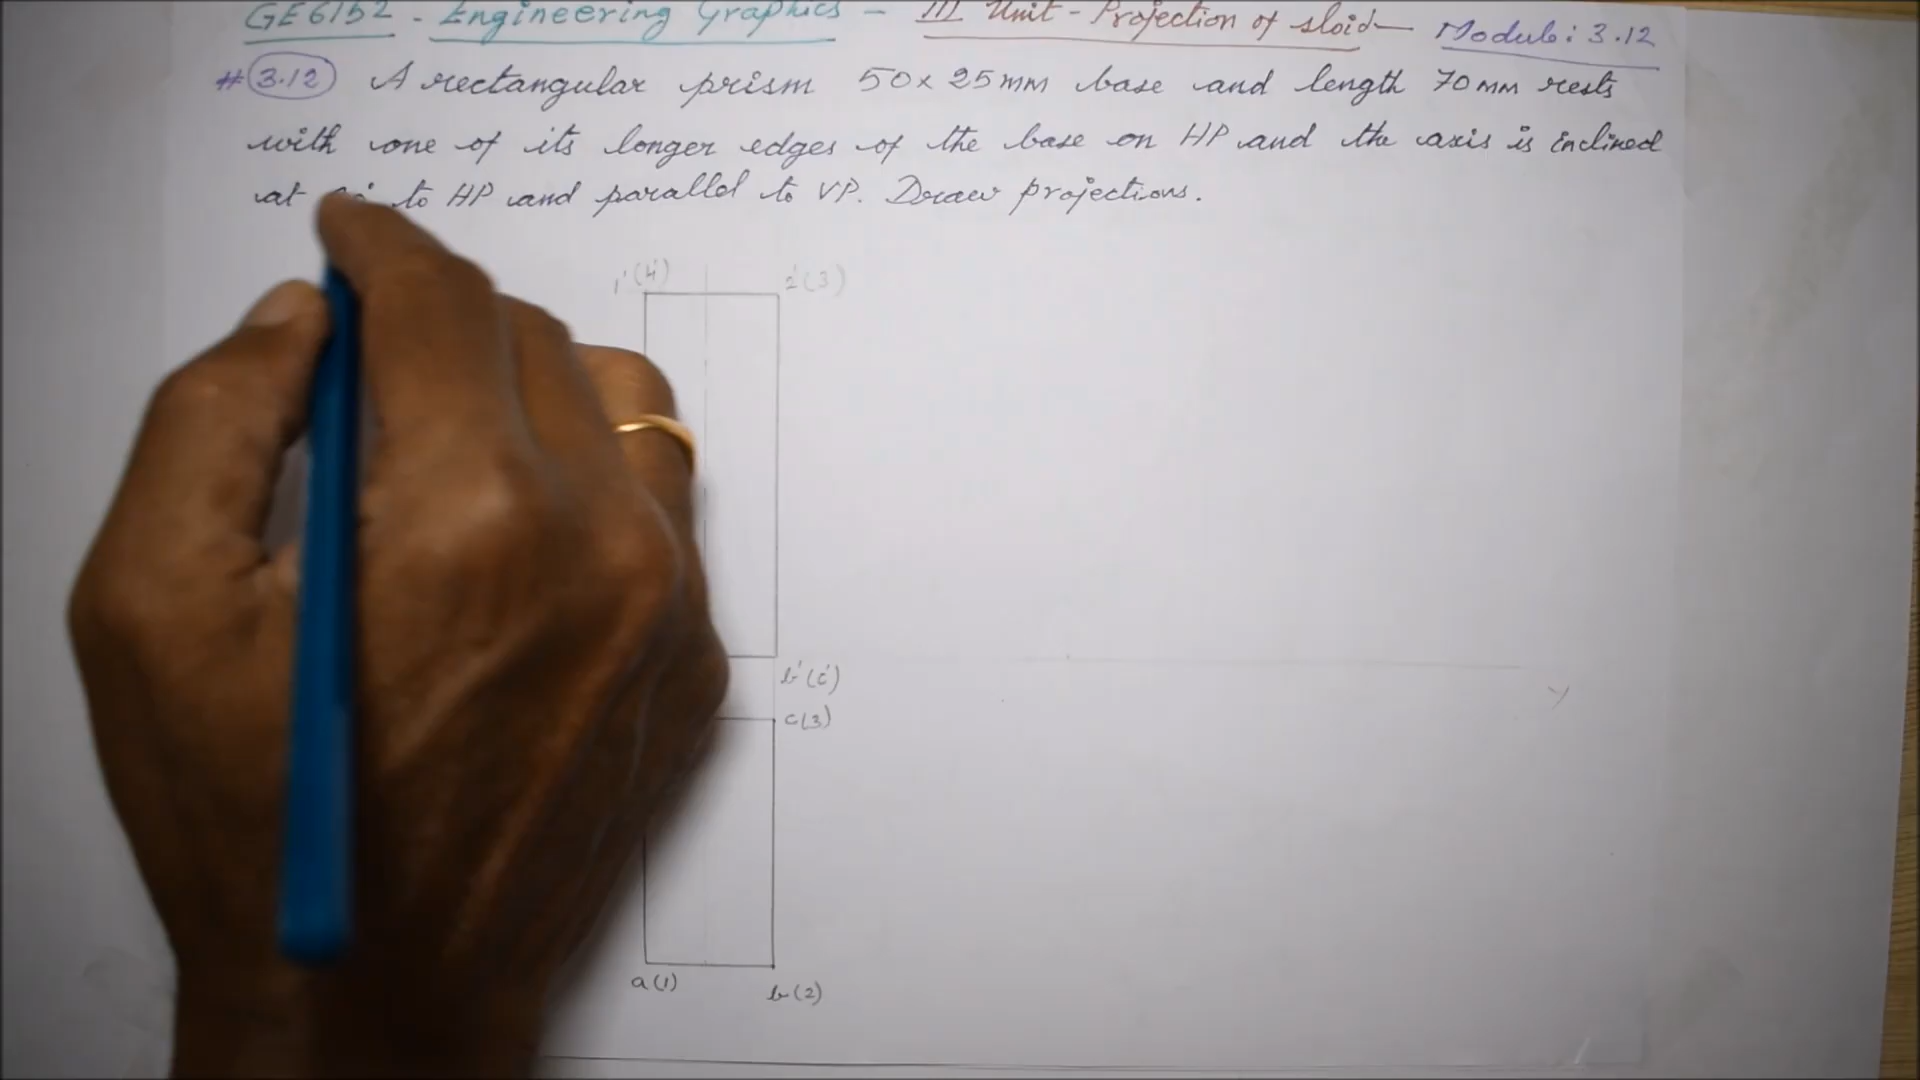 GE6152 - Engineering Graphics - III Unit - Projection of sloid Module: 3.12
# 3.12 A rectangular prism 50 x 25 mm base and length 70 mm rests
with one of its longer edges of the base on HP and the axis is inclined
at to HP and parallel to VP. Draw projections.
1'(4') 2'(3)
b'(c')
Y
c(3)
a(1) b(2)